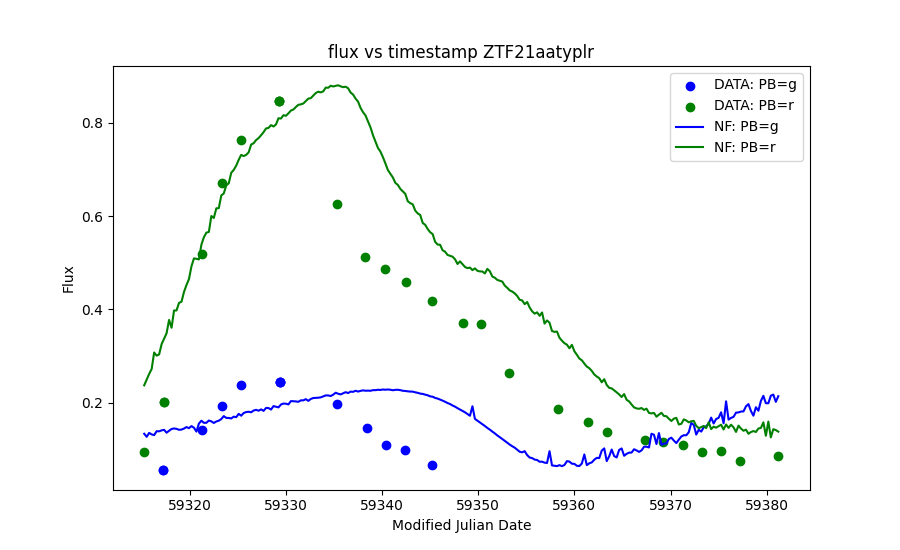 flux vs timestamp ZTF21aatyplr
DATA: PB=g
DATA: PB=r
NF: PB=g
NF: PB=r
0.8
0.6
0.4
0.2
Flux
59320 59330 59340 59350 59360 59370 59380
Modified Julian Date